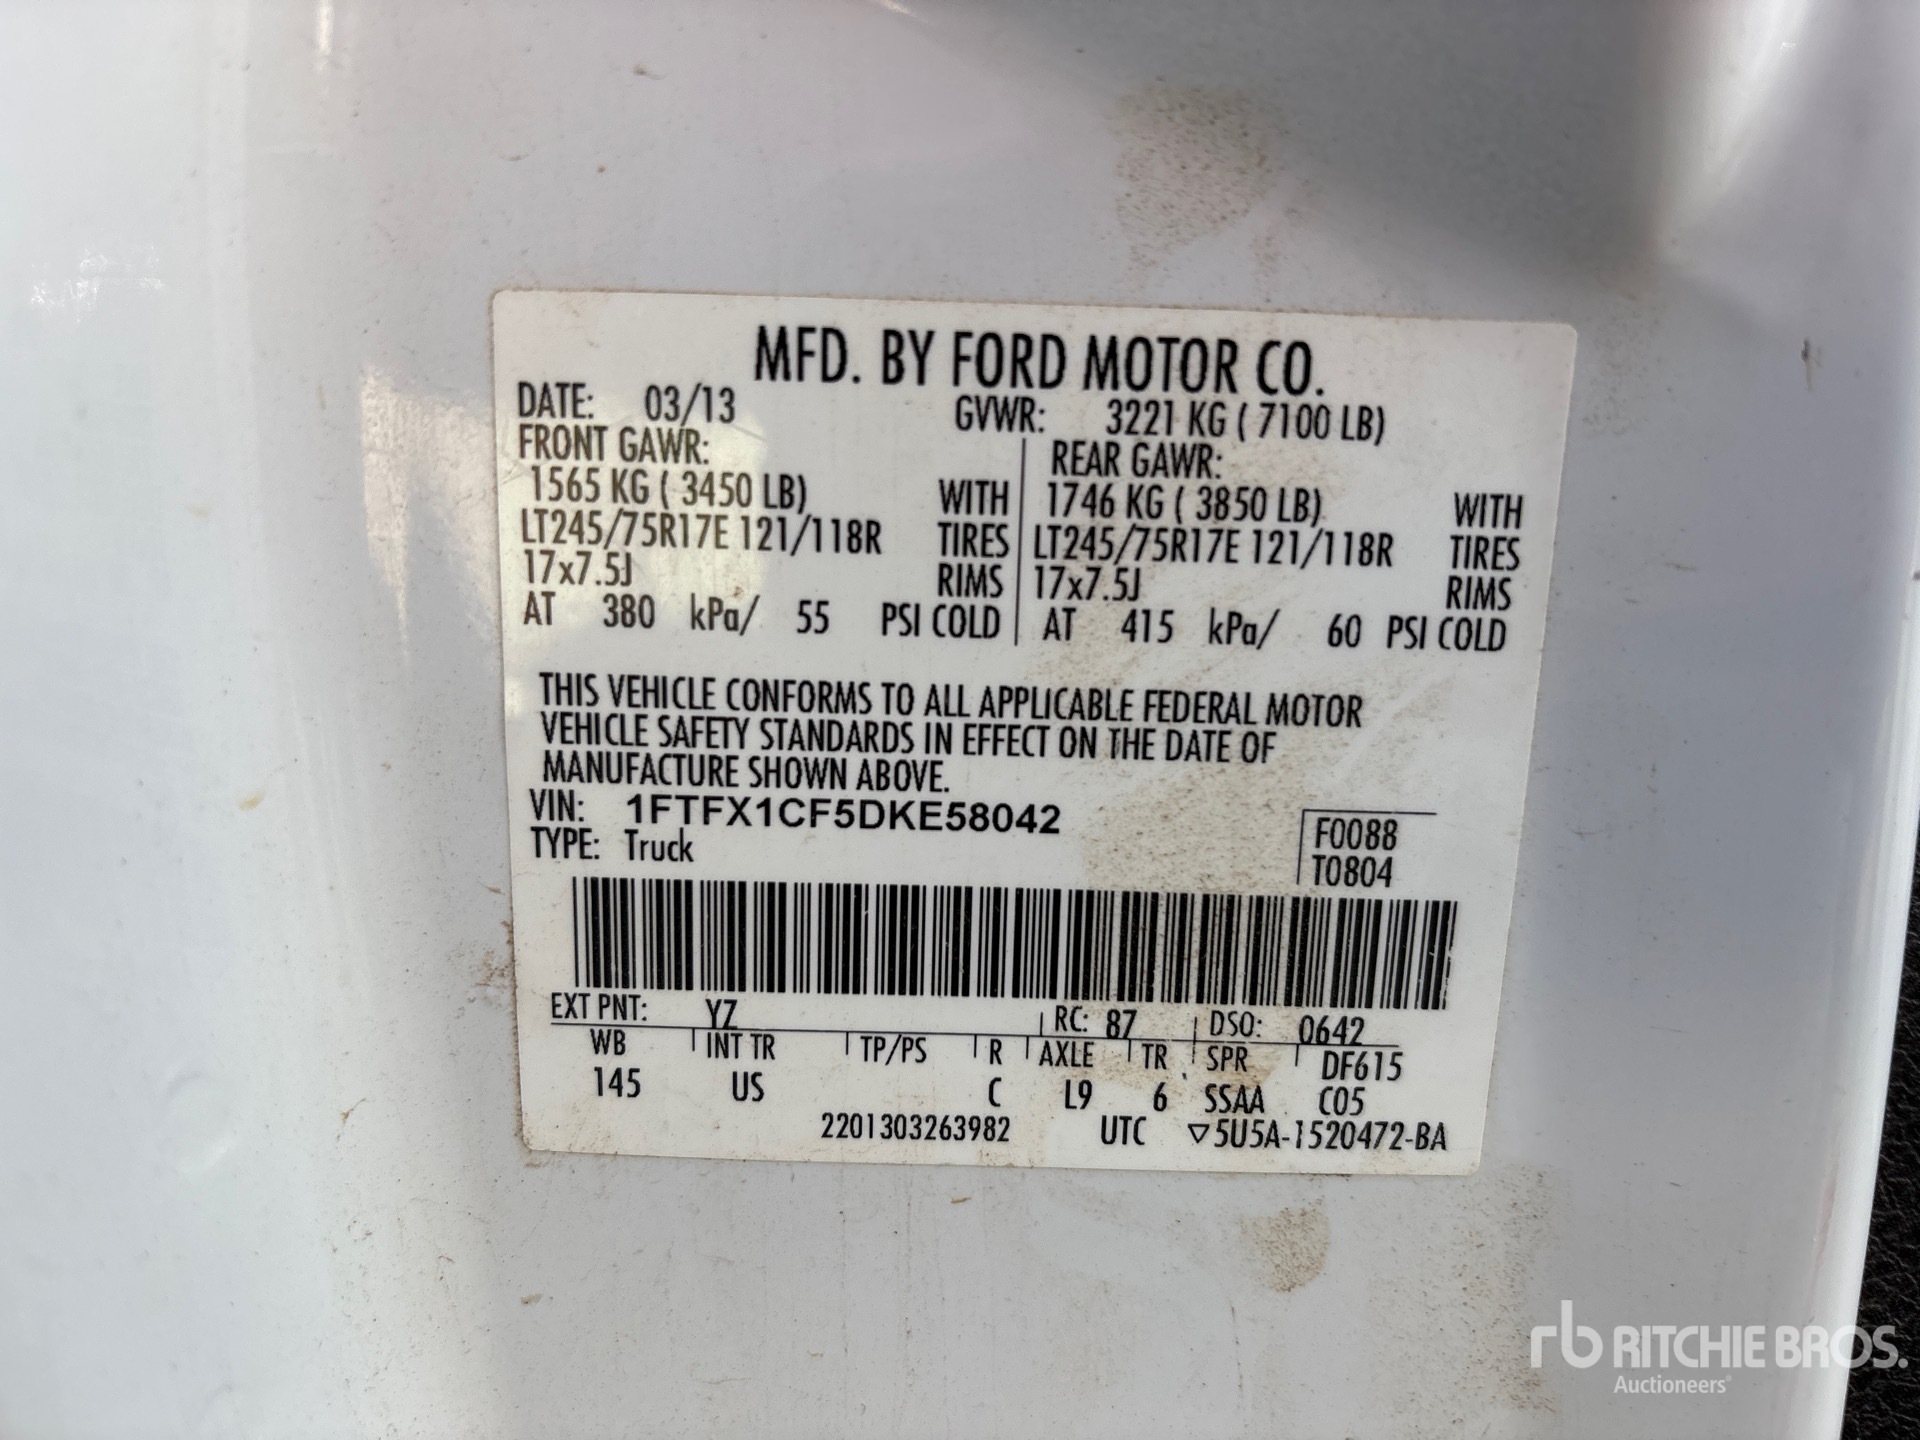 MFD. BY FORD MOTOR CO.
DATE: 03/13 GVWR: 3221 KG ( 7100 LB)
FRONT GAWR: REAR GAWR:
1565 KG ( 3450 LB) WITH 1746 KG ( 3850 LB) WITH
LT245/75R17E 121/118R TIRES LT245/75R17E 121/118R TIRES
17x7.5J RIMS 17x7.5J RIMS
AT 380 kPa/ 55 PSI COLD AT 415 kPa/ 60 PSI COLD
THIS VEHICLE CONFORMS TO ALL APPLICABLE FEDERAL MOTOR
VEHICLE SAFETY STANDARDS IN EFFECT ON THE DATE OF
MANUFACTURE SHOWN ABOVE.
VIN: 1FTFX1CF5DKE58042
TYPE: Truck
F0088
T0804
EXT PNT: YZ RC: 87 DSO: 0642
WB INT TR TP/PS R AXLE TR SPR DF615
145 US C L9 6 SSAA C05
2201303263982 UTC ▽5U5A-1520472-BA
rb RITCHIE BROS.
Auctioneers